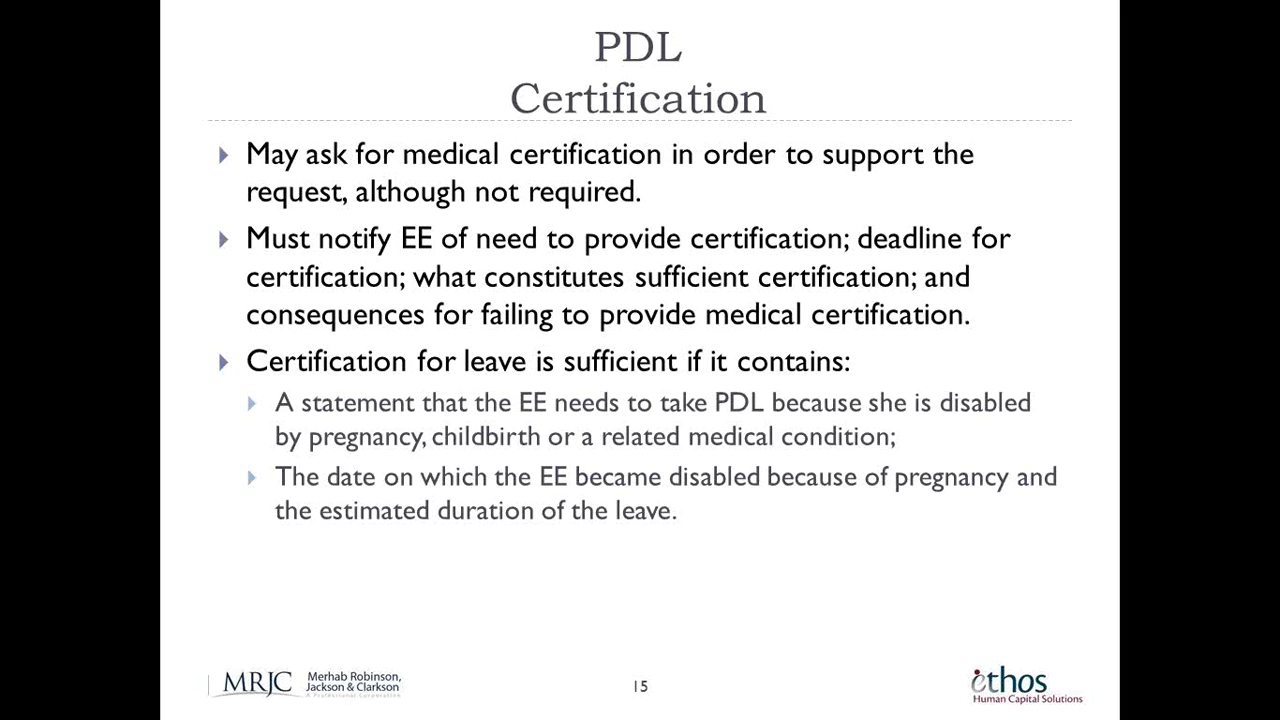 PDL
Certification
May ask for medical certification in order to support the
request, although not required.
Must notify EE of need to provide certification; deadline for
certification; what constitutes sufficient certification; and
consequences for failing to provide medical certification.
Certification for leave is sufficient if it contains:
A statement that the EE needs to take PDL because she is disabled
by pregnancy, childbirth or a related medical condition;
The date on which the EE became disabled because of pregnancy and
the estimated duration of the leave.
MRJC
Merhab Robinson,
Jackson & Clarkson
A Professional Corporation
15
ethos
Human Capital Solutions